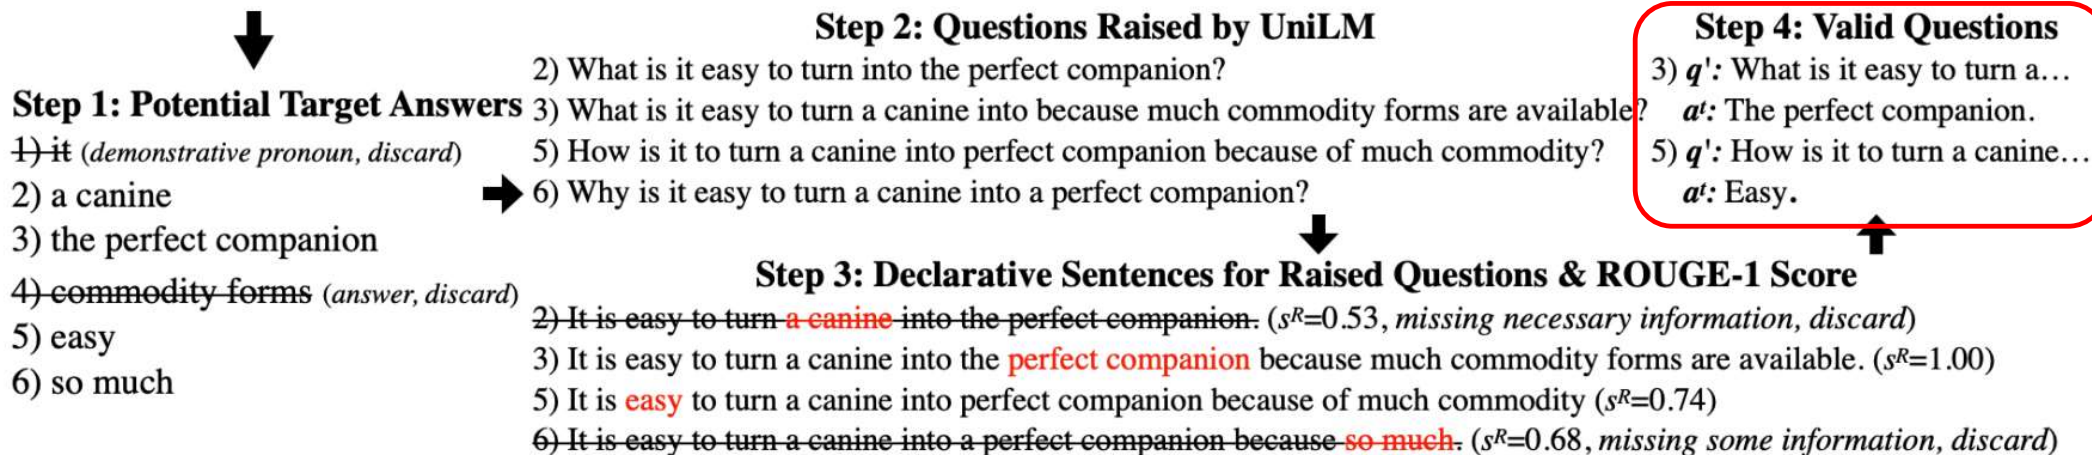 Step 1: Potential Target Answers
1) it (demonstrative pronoun, discard)
2) a canine
3) the perfect companion
4) commodity forms (answer, discard)
5) easy
6) so much
Step 2: Questions Raised by UniLM
2) What is it easy to turn into the perfect companion?
3) What is it easy to turn a canine into because much commodity forms are available?
5) How is it to turn a canine into perfect companion because of much commodity?
6) Why is it easy to turn a canine into a perfect companion?
Step 3: Declarative Sentences for Raised Questions & ROUGE-1 Score
2) It is easy to turn a canine into the perfect companion. (sᴿ=0.53, missing necessary information, discard)
3) It is easy to turn a canine into the perfect companion because much commodity forms are available. (sᴿ=1.00)
5) It is easy to turn a canine into perfect companion because of much commodity (sᴿ=0.74)
6) It is easy to turn a canine into a perfect companion because so much. (sᴿ=0.68, missing some information, discard)
Step 4: Valid Questions
3) q': What is it easy to turn a…
aᵗ: The perfect companion.
5) q': How is it to turn a canine…
aᵗ: Easy.